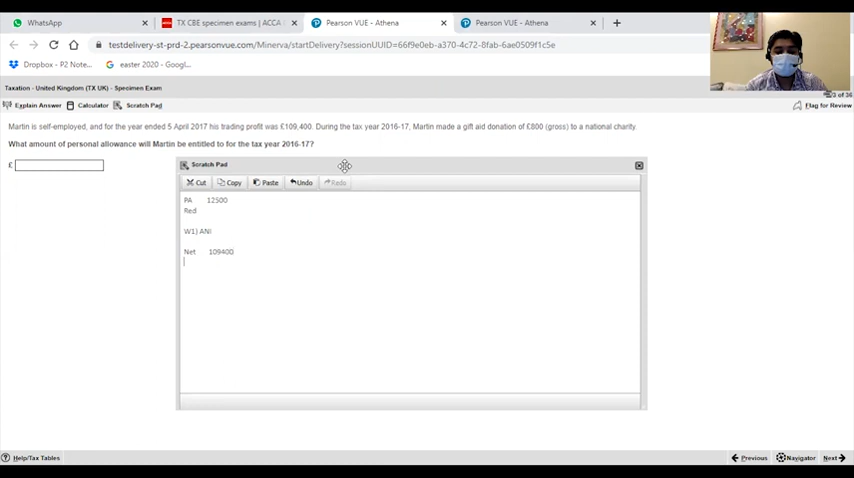 WhatsApp
TX CBE specimen exams | ACCA
Pearson VUE - Athena
Pearson VUE - Athena
testdelivery-st-prd-2.pearsonvue.com/Minerva/startDelivery?sessionUUID=66f9e0eb-a370-4c72-8fab-6ae0509f1c5e
Dropbox - P2 Note...
easter 2020 - Googl...
Taxation - United Kingdom (TX UK) - Specimen Exam
of 36
Explain Answer
Calculator
Scratch Pad
Flag for Review
Martin is self-employed, and for the year ended 5 April 2017 his trading profit was £109,400. During the tax year 2016-17, Martin made a gift aid donation of £800 (gross) to a national charity.
What amount of personal allowance will Martin be entitled to for the tax year 2016-17?
£
Scratch Pad
Cut
Copy
Paste
Undo
Redo
PA 12500
Red
W1) ANI
Net 109400
Help/Tax Tables
Previous
Navigator
Next